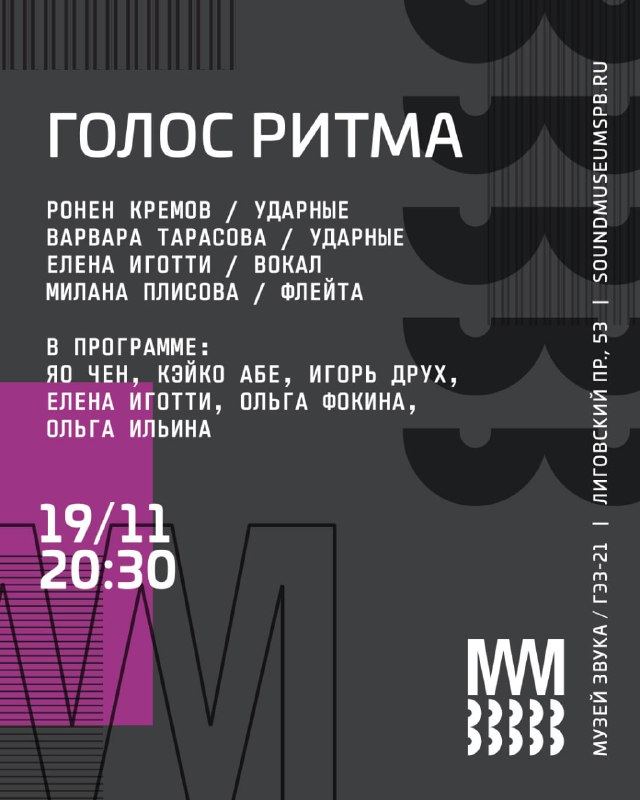 ГОЛОС РИТМА
РОНЕН КРЕМОВ / УДАРНЫЕ
ВАРВАРА ТАРАСОВА / УДАРНЫЕ
ЕЛЕНА ИГОТТИ / ВОКАЛ
МИЛАНА ПЛИСОВА / ФЛЕЙТА
В ПРОГРАММЕ:
ЯО ЧЕН, КЭЙКО АБЕ, ИГОРЬ ДРУХ,
ЕЛЕНА ИГОТТИ, ОЛЬГА ФОКИНА,
ОЛЬГА ИЛЬИНА
19/11
20:30
МУЗЕЙ ЗВУКА / ГЭЗ-21 | ЛИГОВСКИЙ ПР., 53 | SOUNDMUSEUMSPB.RU